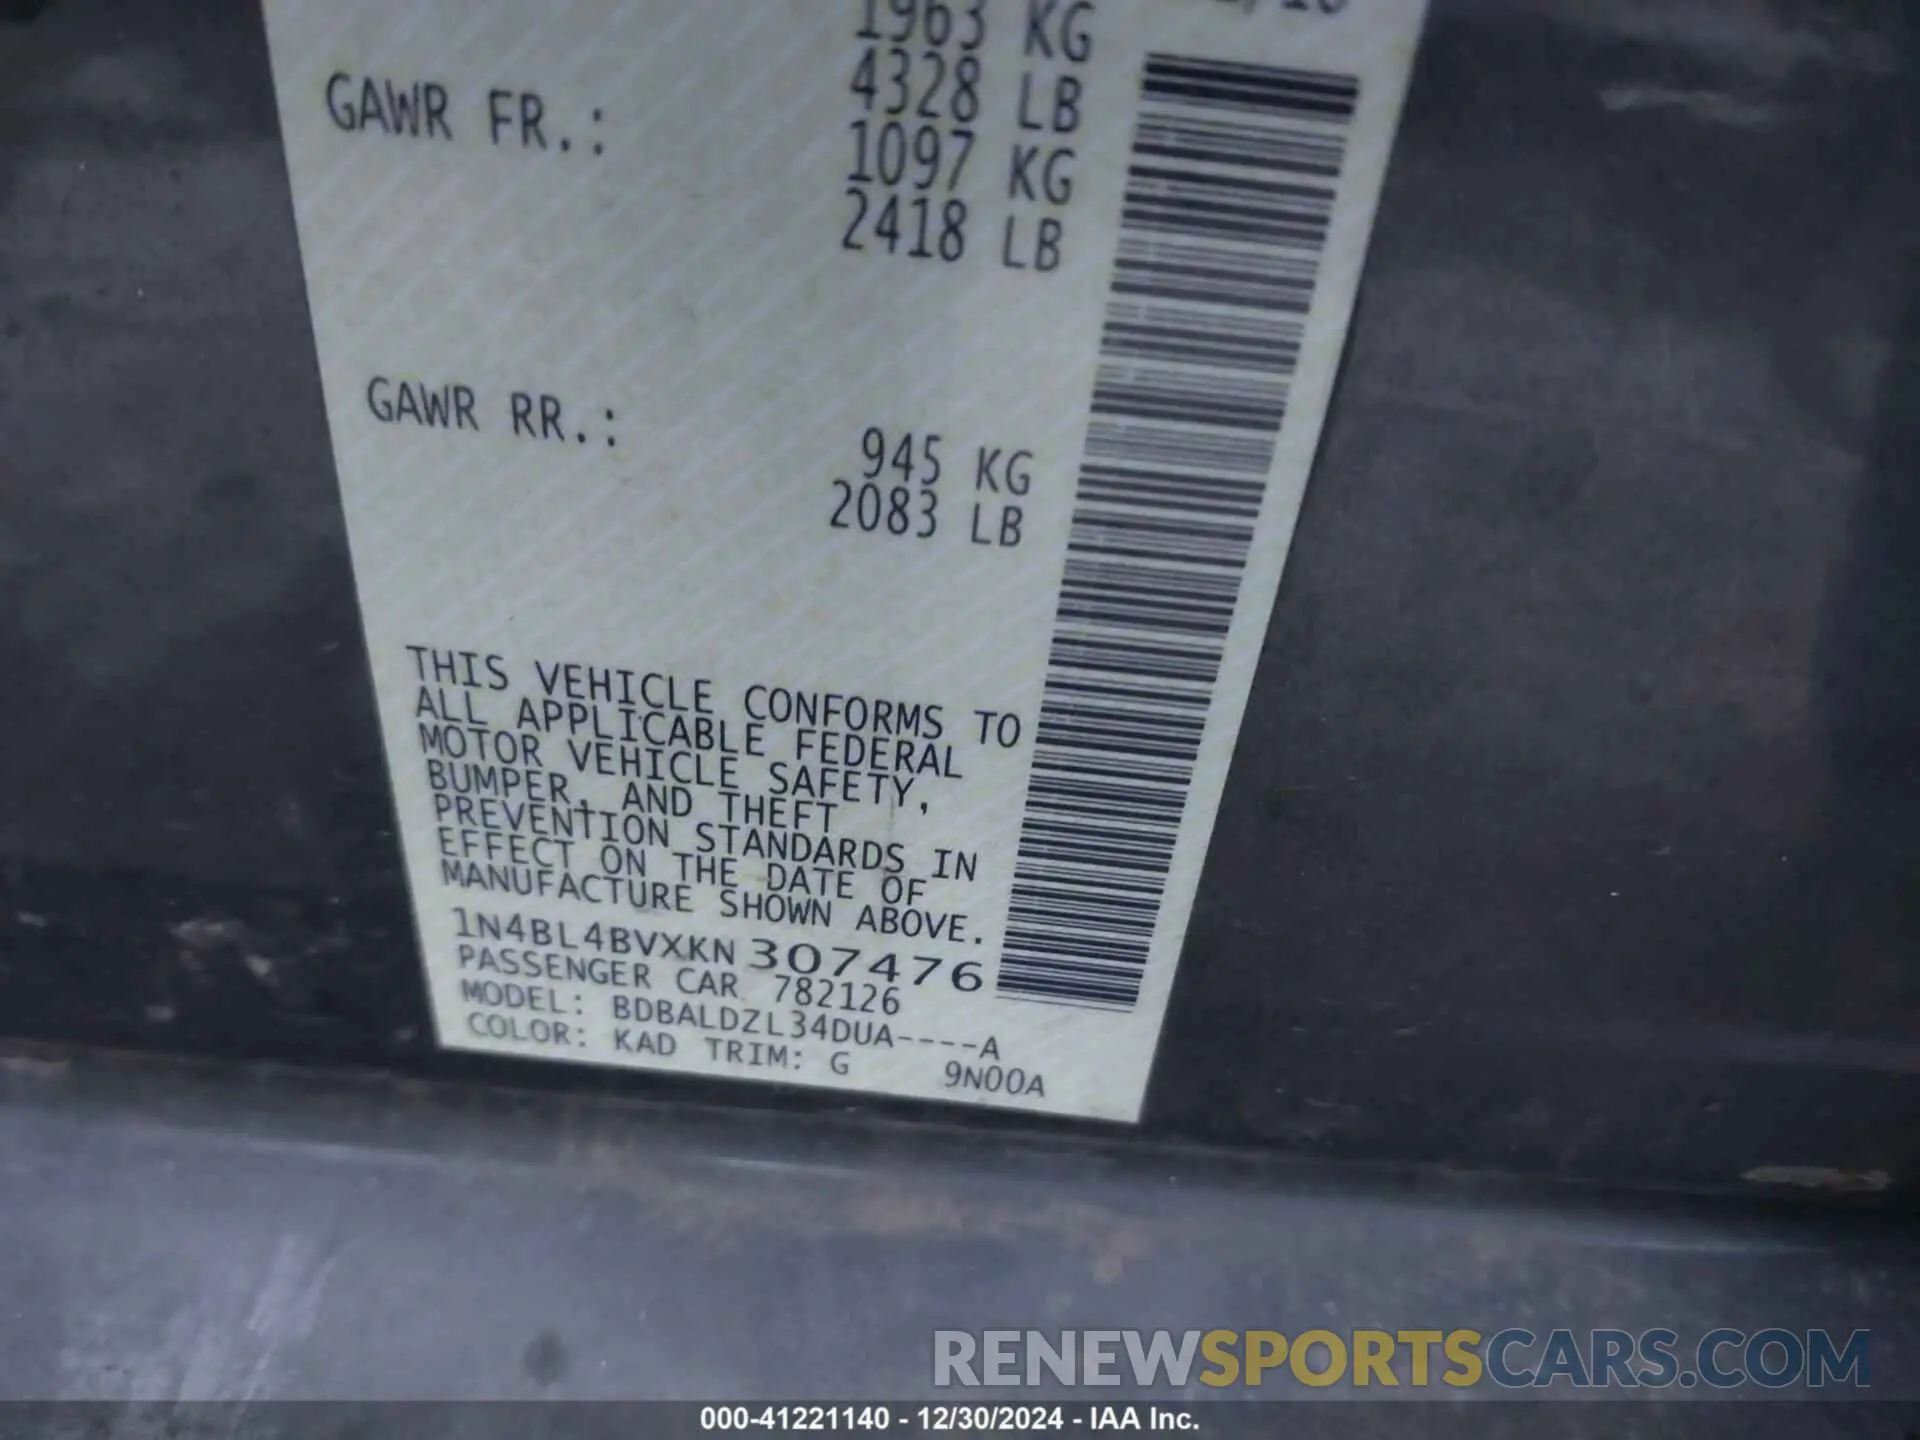 1963 KG
4328 LB
GAWR FR.: 1097 KG
2418 LB
GAWR RR.: 945 KG
2083 LB
THIS VEHICLE CONFORMS TO
ALL APPLICABLE FEDERAL
MOTOR VEHICLE SAFETY,
BUMPER, AND THEFT
PREVENTION STANDARDS IN
EFFECT ON THE DATE OF
MANUFACTURE SHOWN ABOVE.
1N4BL4BVXKN307476
PASSENGER CAR 782126
MODEL: BDBALDZL34DUA----A
COLOR: KAD TRIM: G 9N00A
RENEWSPORTSCARS.COM
000-41221140 - 12/30/2024 - IAA Inc.